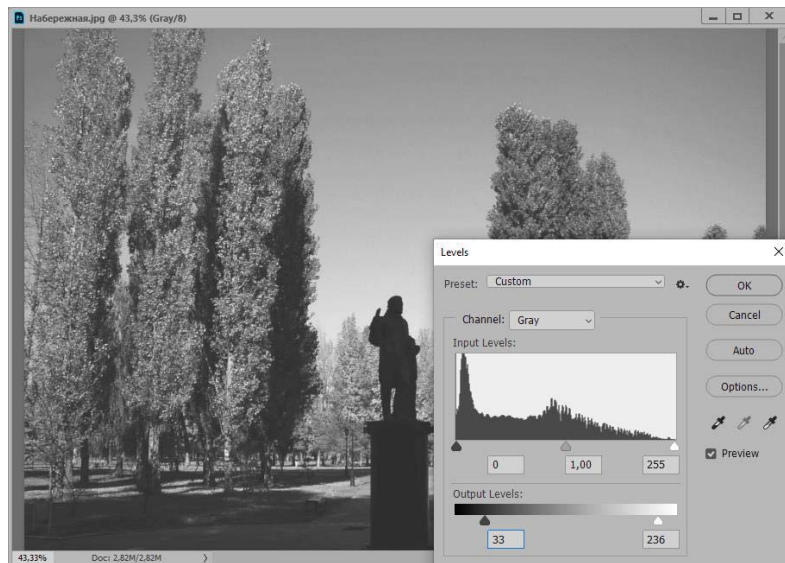 Набережная.jpg @ 43,3% (Gray/8)
Levels
Preset: Custom
OK
Channel: Gray
Cancel
Input Levels:
Auto
Options...
Preview
0 1,00 255
Output Levels:
33 236
43,33% Doc: 2,82M/2,82M